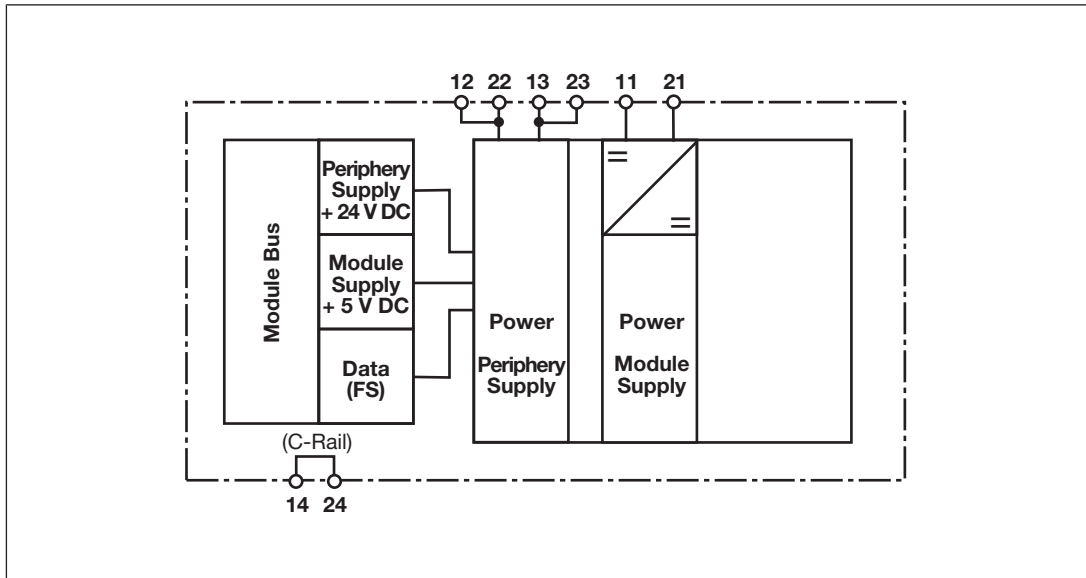 12 22 13 23 11 21
Module Bus
Periphery
Supply
+ 24 V DC
Module
Supply
+ 5 V DC
Data
(FS)
Power
Periphery
Supply
Power
Module
Supply
(C-Rail)
14 24